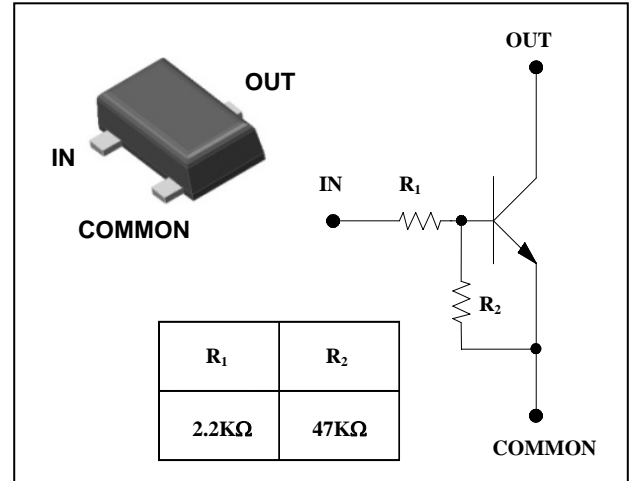 OUT
OUT
IN
COMMON
IN
R₁
R₂
R₁ R₂
2.2KΩ 47KΩ
COMMON